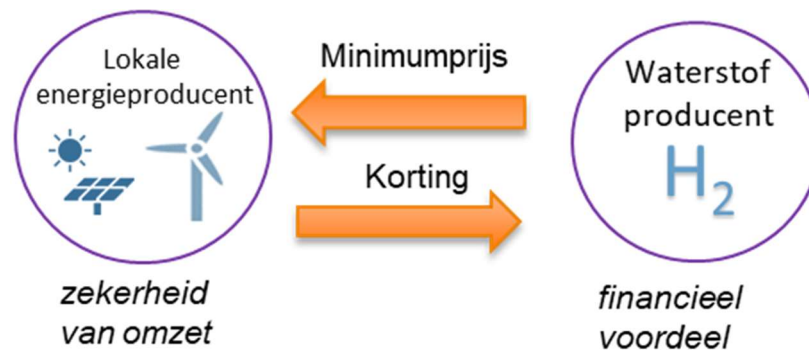 Lokale
energieproducent
zekerheid
van omzet
Minimumprijs
Korting
Waterstof
producent
H2
financieel
voordeel